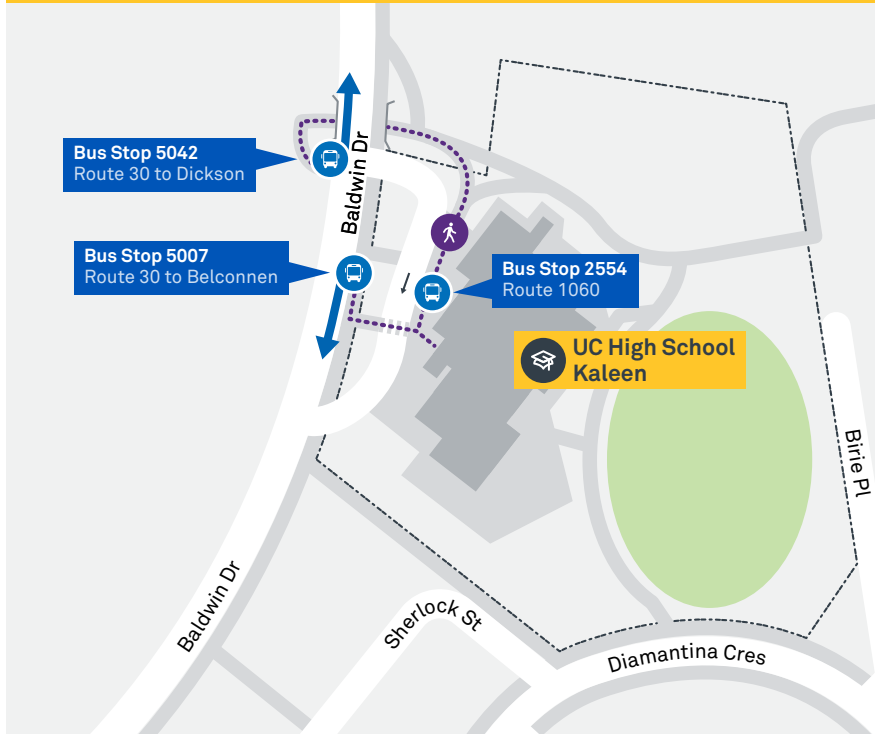 Bus Stop 5042
Route 30 to Dickson
Baldwin Dr
Bus Stop 5007
Route 30 to Belconnen
Bus Stop 2554
Route 1060
UC High School
Kaleen
Birie Pl
Baldwin Dr
Sherlock St
Diamantina Cres